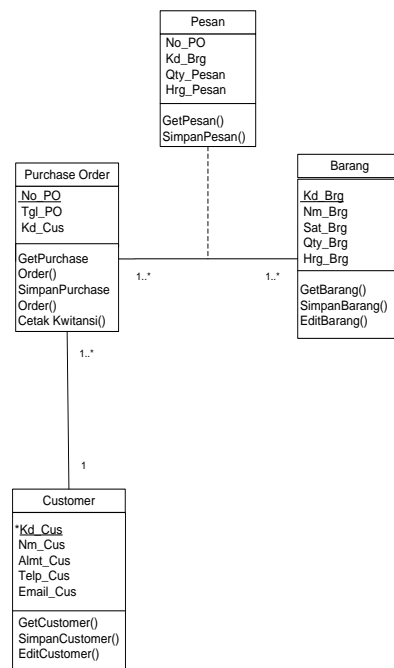 Pesan
No_PO
Kd_Brg
Qty_Pesan
Hrg_Pesan
GetPesan()
SimpanPesan()
Purchase Order
No_PO
Tgl_PO
Kd_Cus
GetPurchase
Order()
SimpanPurchase
Order()
Cetak Kwitansi()
Barang
Kd_Brg
Nm_Brg
Sat_Brg
Qty_Brg
Hrg_Brg
GetBarang()
SimpanBarang()
EditBarang()
1..*
1..*
1..*
1
Customer
*Kd_Cus
Nm_Cus
Almt_Cus
Telp_Cus
Email_Cus
GetCustomer()
SimpanCustomer()
EditCustomer()